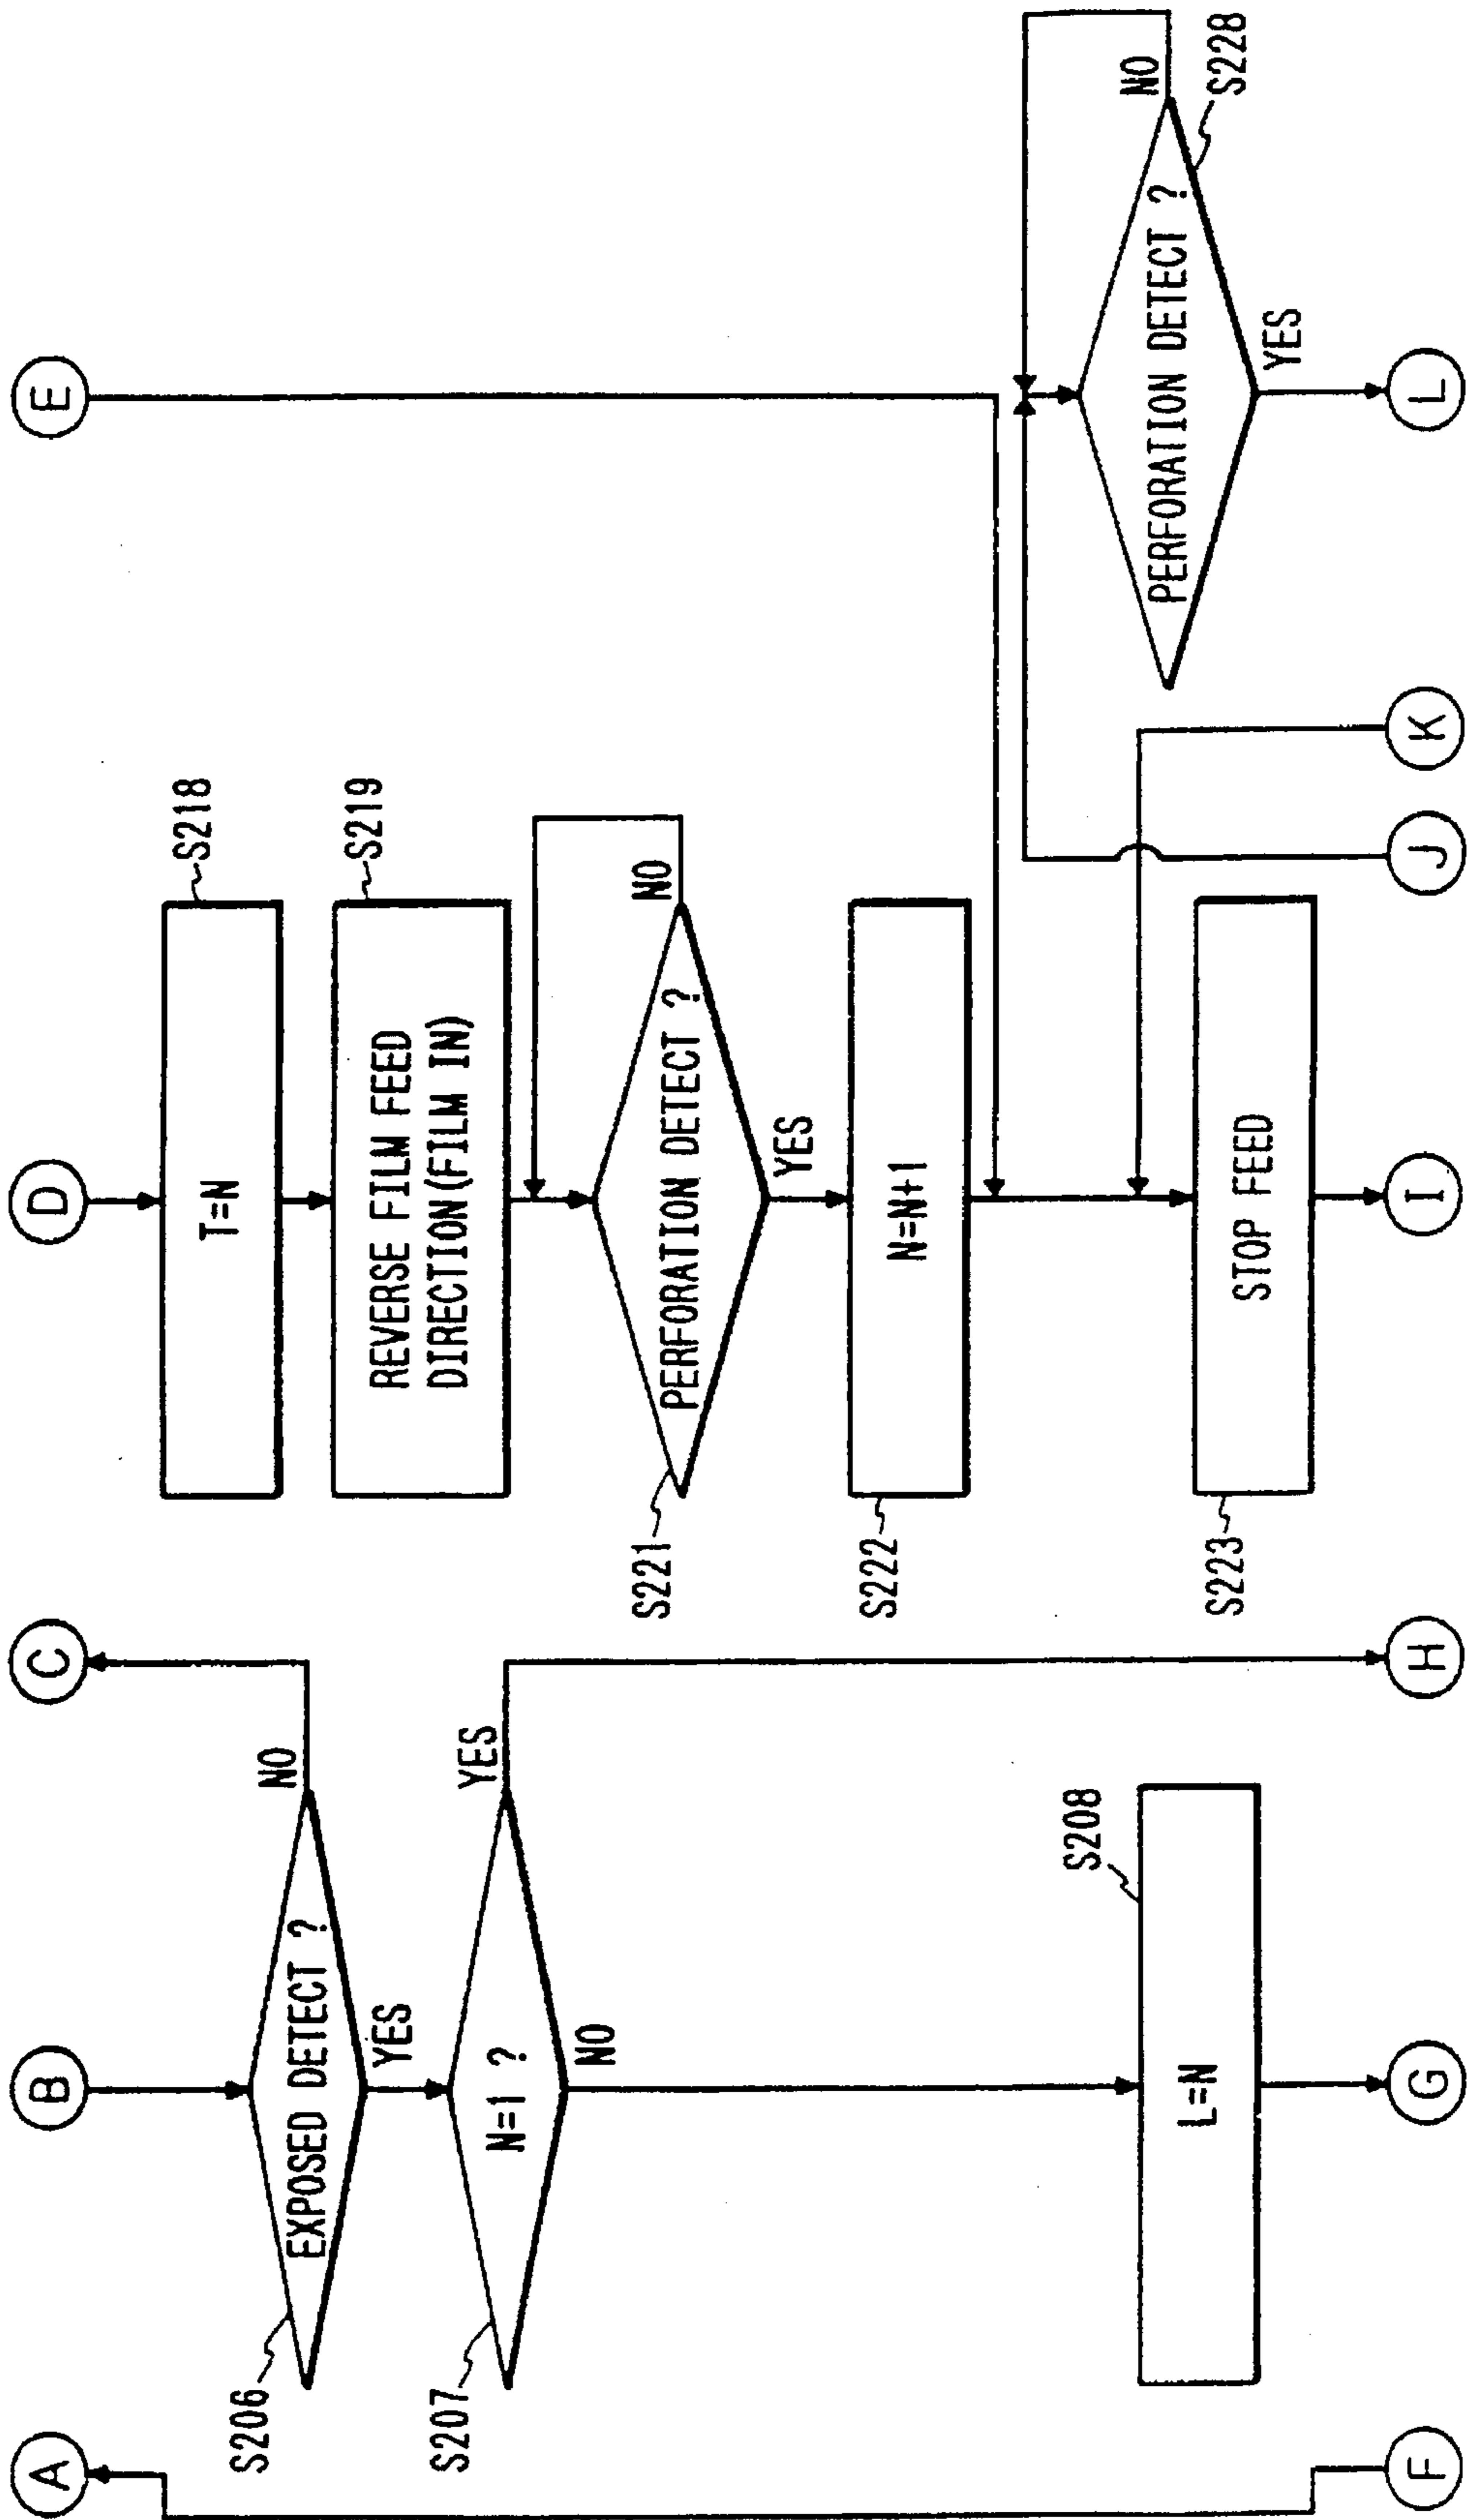 A
B
C
D
E
S206
EXPOSED DETECT ?
NO
YES
S207
N=1 ?
YES
NO
S208
L=N
T=N
S218
REVERSE FILM FEED
DIRECTION(FILM IN)
S219
S221
PERFORATION DETECT ?
NO
YES
S222
N=N+1
S223
STOP FEED
PERFORATION DETECT ?
NO
S228
YES
F
G
H
I
J
K
L